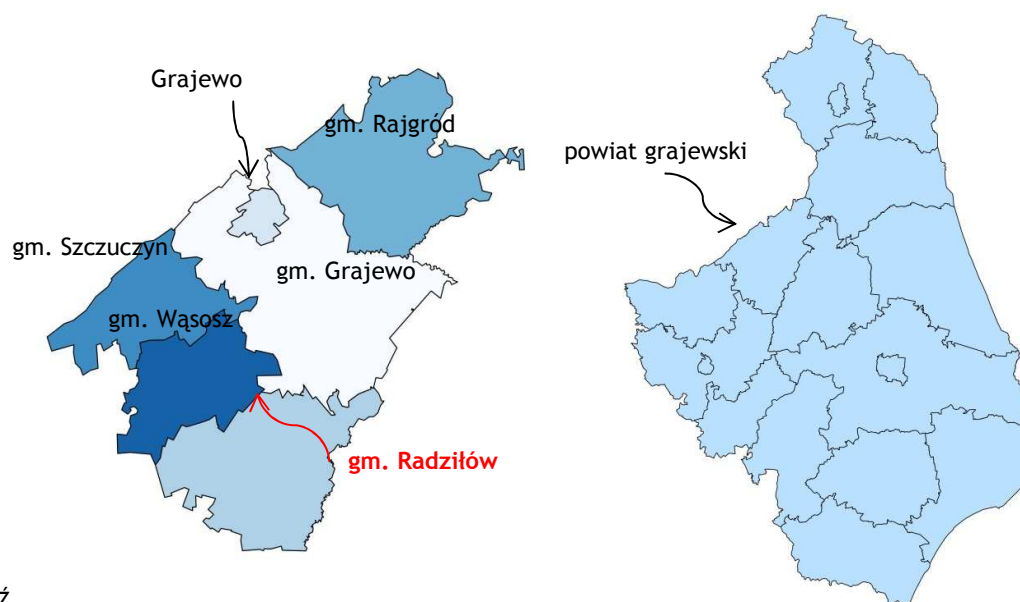 Grajewo
gm. Rajgród
powiat grajewski
gm. Szczuczyn
gm. Grajewo
gm. Wąsosz
gm. Radziłów
ź